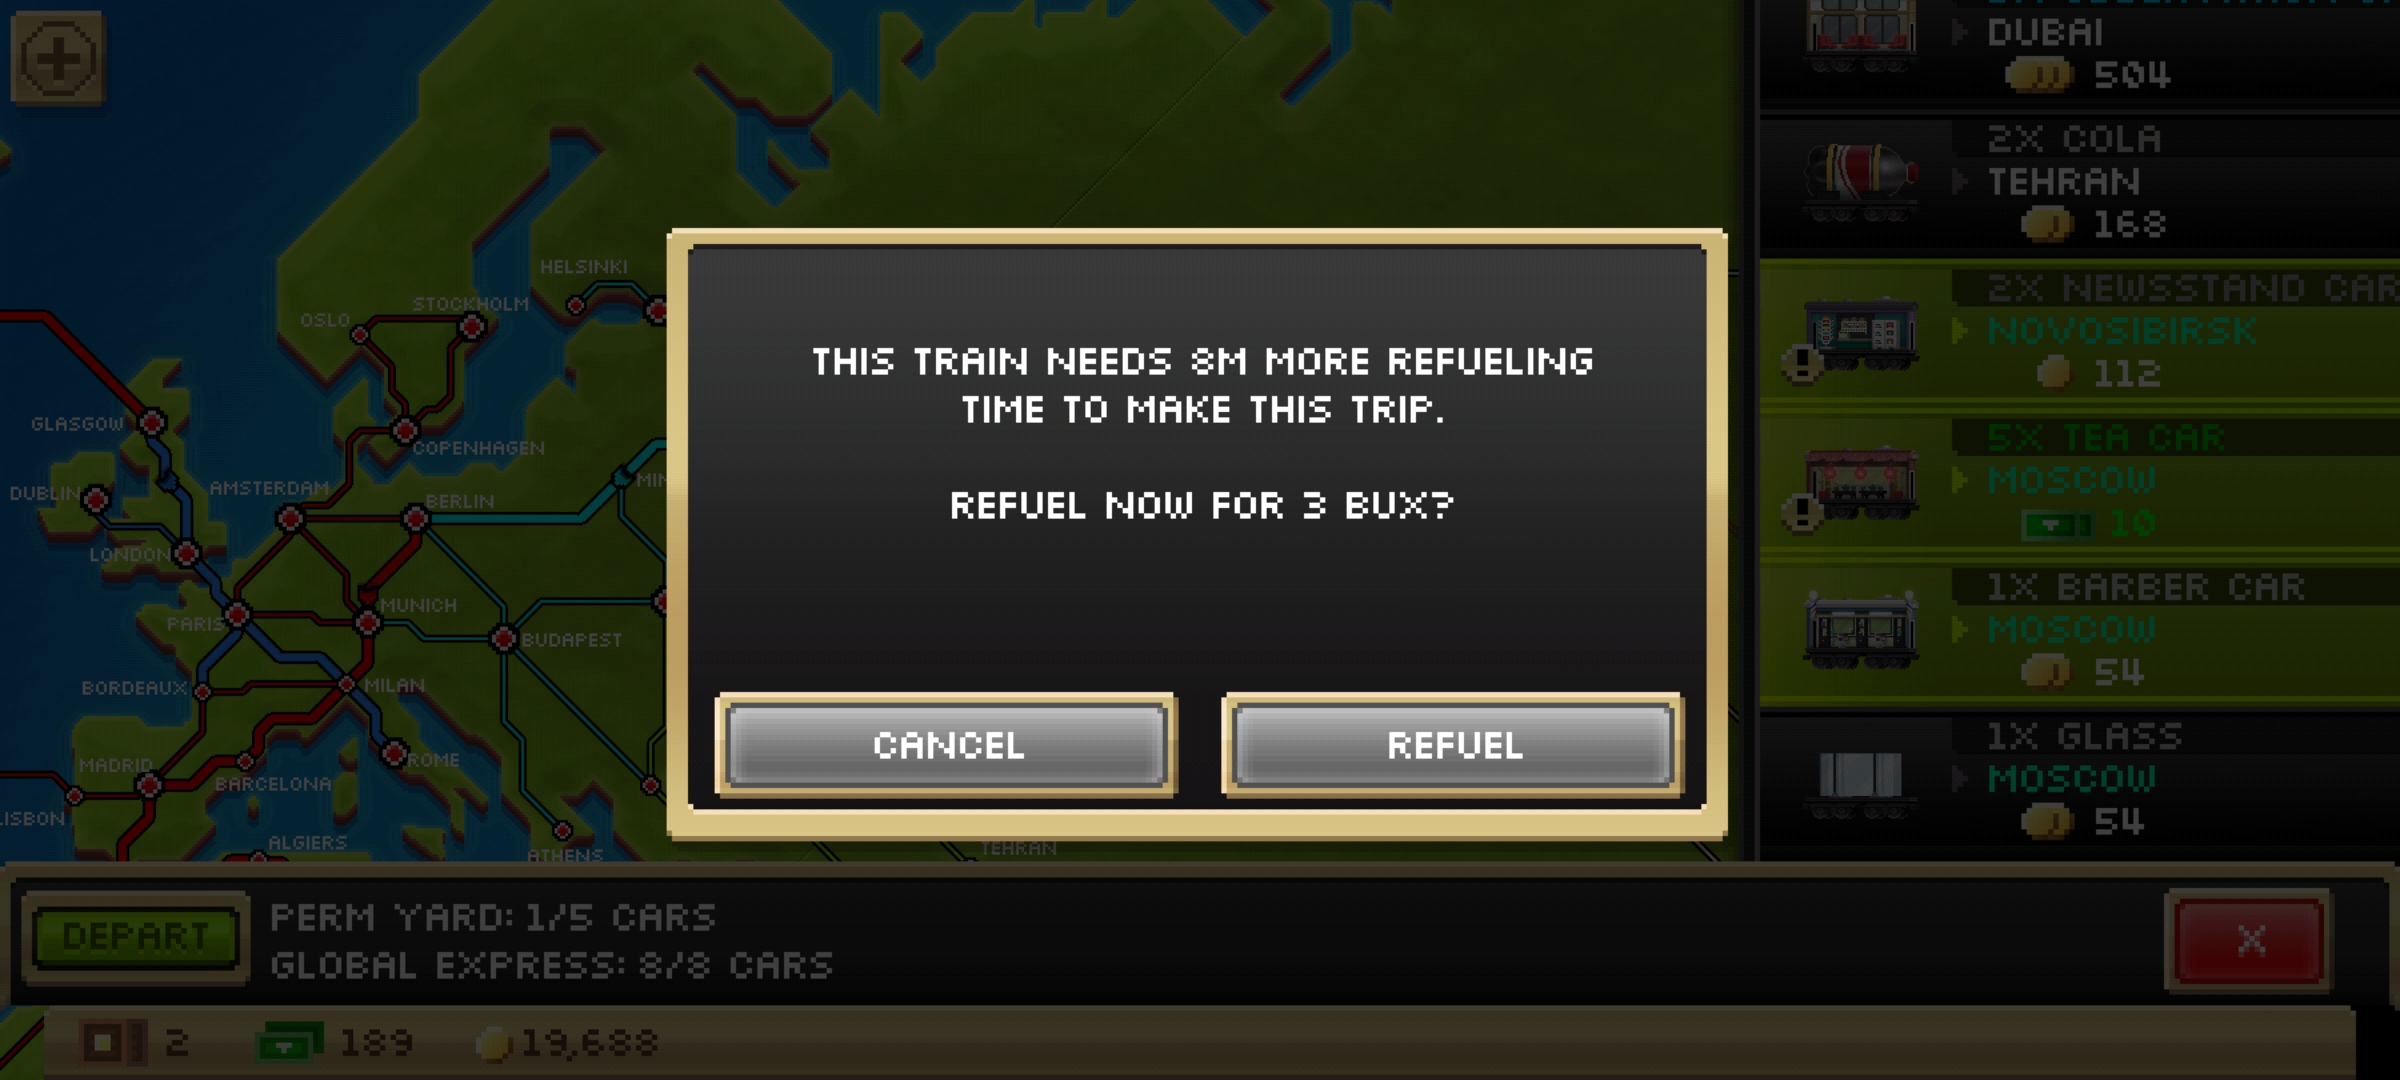 DUBAI
504
2X COLA
TEHRAN
168
2X NEWSSTAND CAR
NOVOSIBIRSK
112
5X TEA CAR
MOSCOW
10
1X BARBER CAR
MOSCOW
54
1X GLASS
MOSCOW
54
THIS TRAIN NEEDS 8M MORE REFUELING
TIME TO MAKE THIS TRIP.
REFUEL NOW FOR 3 BUX?
CANCEL
REFUEL
HELSINKI
STOCKHOLM
OSLO
GLASGOW
COPENHAGEN
DUBLIN
AMSTERDAM
BERLIN
MIN
LONDON
MUNICH
PARIS
BUDAPEST
BORDEAUX
MILAN
MADRID
ROME
BARCELONA
LISBON
ALGIERS
ATHENS
TEHRAN
DEPART
PERM YARD: 1/5 CARS
GLOBAL EXPRESS: 8/8 CARS
X
2
189
19,688